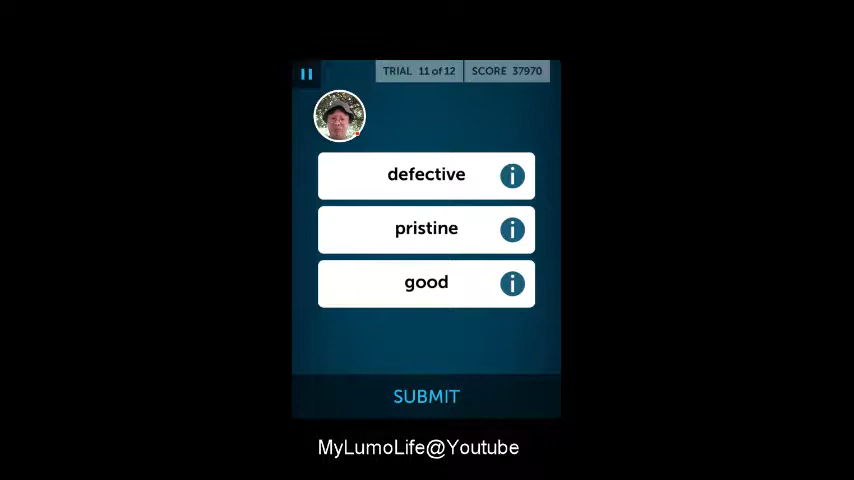 TRIAL 11 of 12 SCORE 37970
defective
pristine
good
SUBMIT
MyLumoLife@Youtube